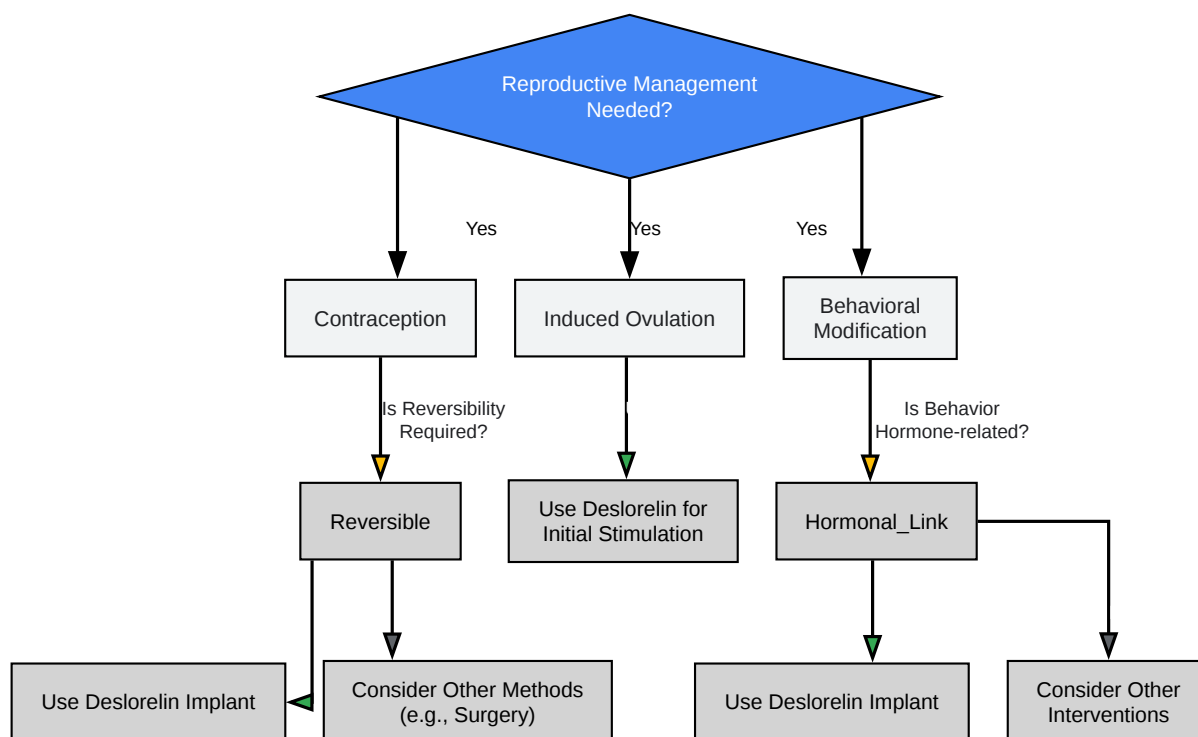 Reproductive Management
Needed?
Yes
Yes
Yes
Contraception
Induced Ovulation
Behavioral
Modification
Is Reversibility
Required?
Is Behavior
Hormone-related?
Reversible
Use Deslorelin for
Initial Stimulation
Hormonal_Link
Use Deslorelin Implant
Consider Other Methods
(e.g., Surgery)
Use Deslorelin Implant
Consider Other
Interventions